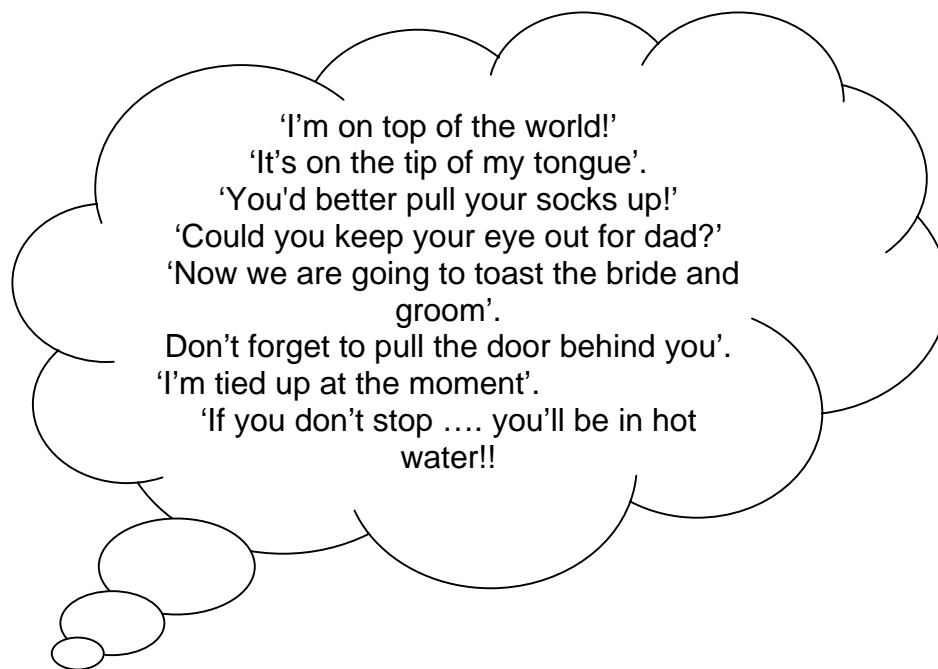 ‘I’m on top of the world!’
‘It’s on the tip of my tongue’.
‘You'd better pull your socks up!’
‘Could you keep your eye out for dad?’
‘Now we are going to toast the bride and
groom’.
Don’t forget to pull the door behind you’.
‘I’m tied up at the moment’.
‘If you don’t stop …. you’ll be in hot
water!!